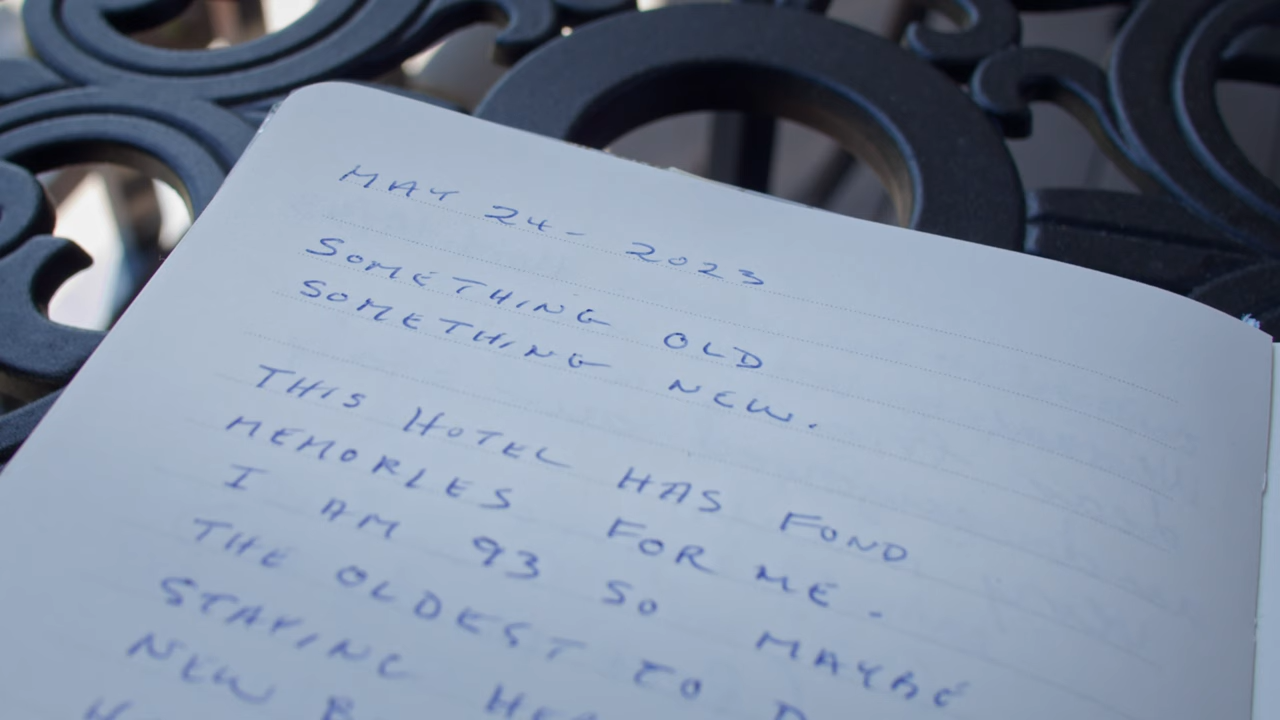 MAY 24- 2023
SOMETHING OLD
SOMETHING NEW.
THIS HOTEL HAS FOND
MEMORIES FOR ME.
I AM 93 SO MAYBE
THE OLDEST TO
STAYING
NEW